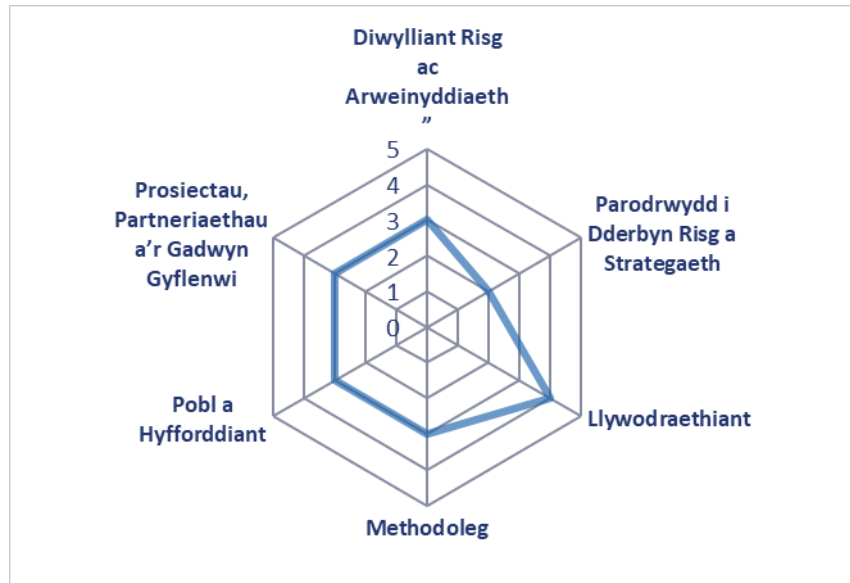 Diwylliant Risg
ac
Arweinyddiaeth
”
5
4
3
2
1
0
Parodrwydd i
Dderbyn Risg a
Strategaeth
Llywodraethiant
Methodoleg
Pobl a
Hyfforddiant
Prosiectau,
Partneriaethau
a’r Gadwyn
Gyflenwi